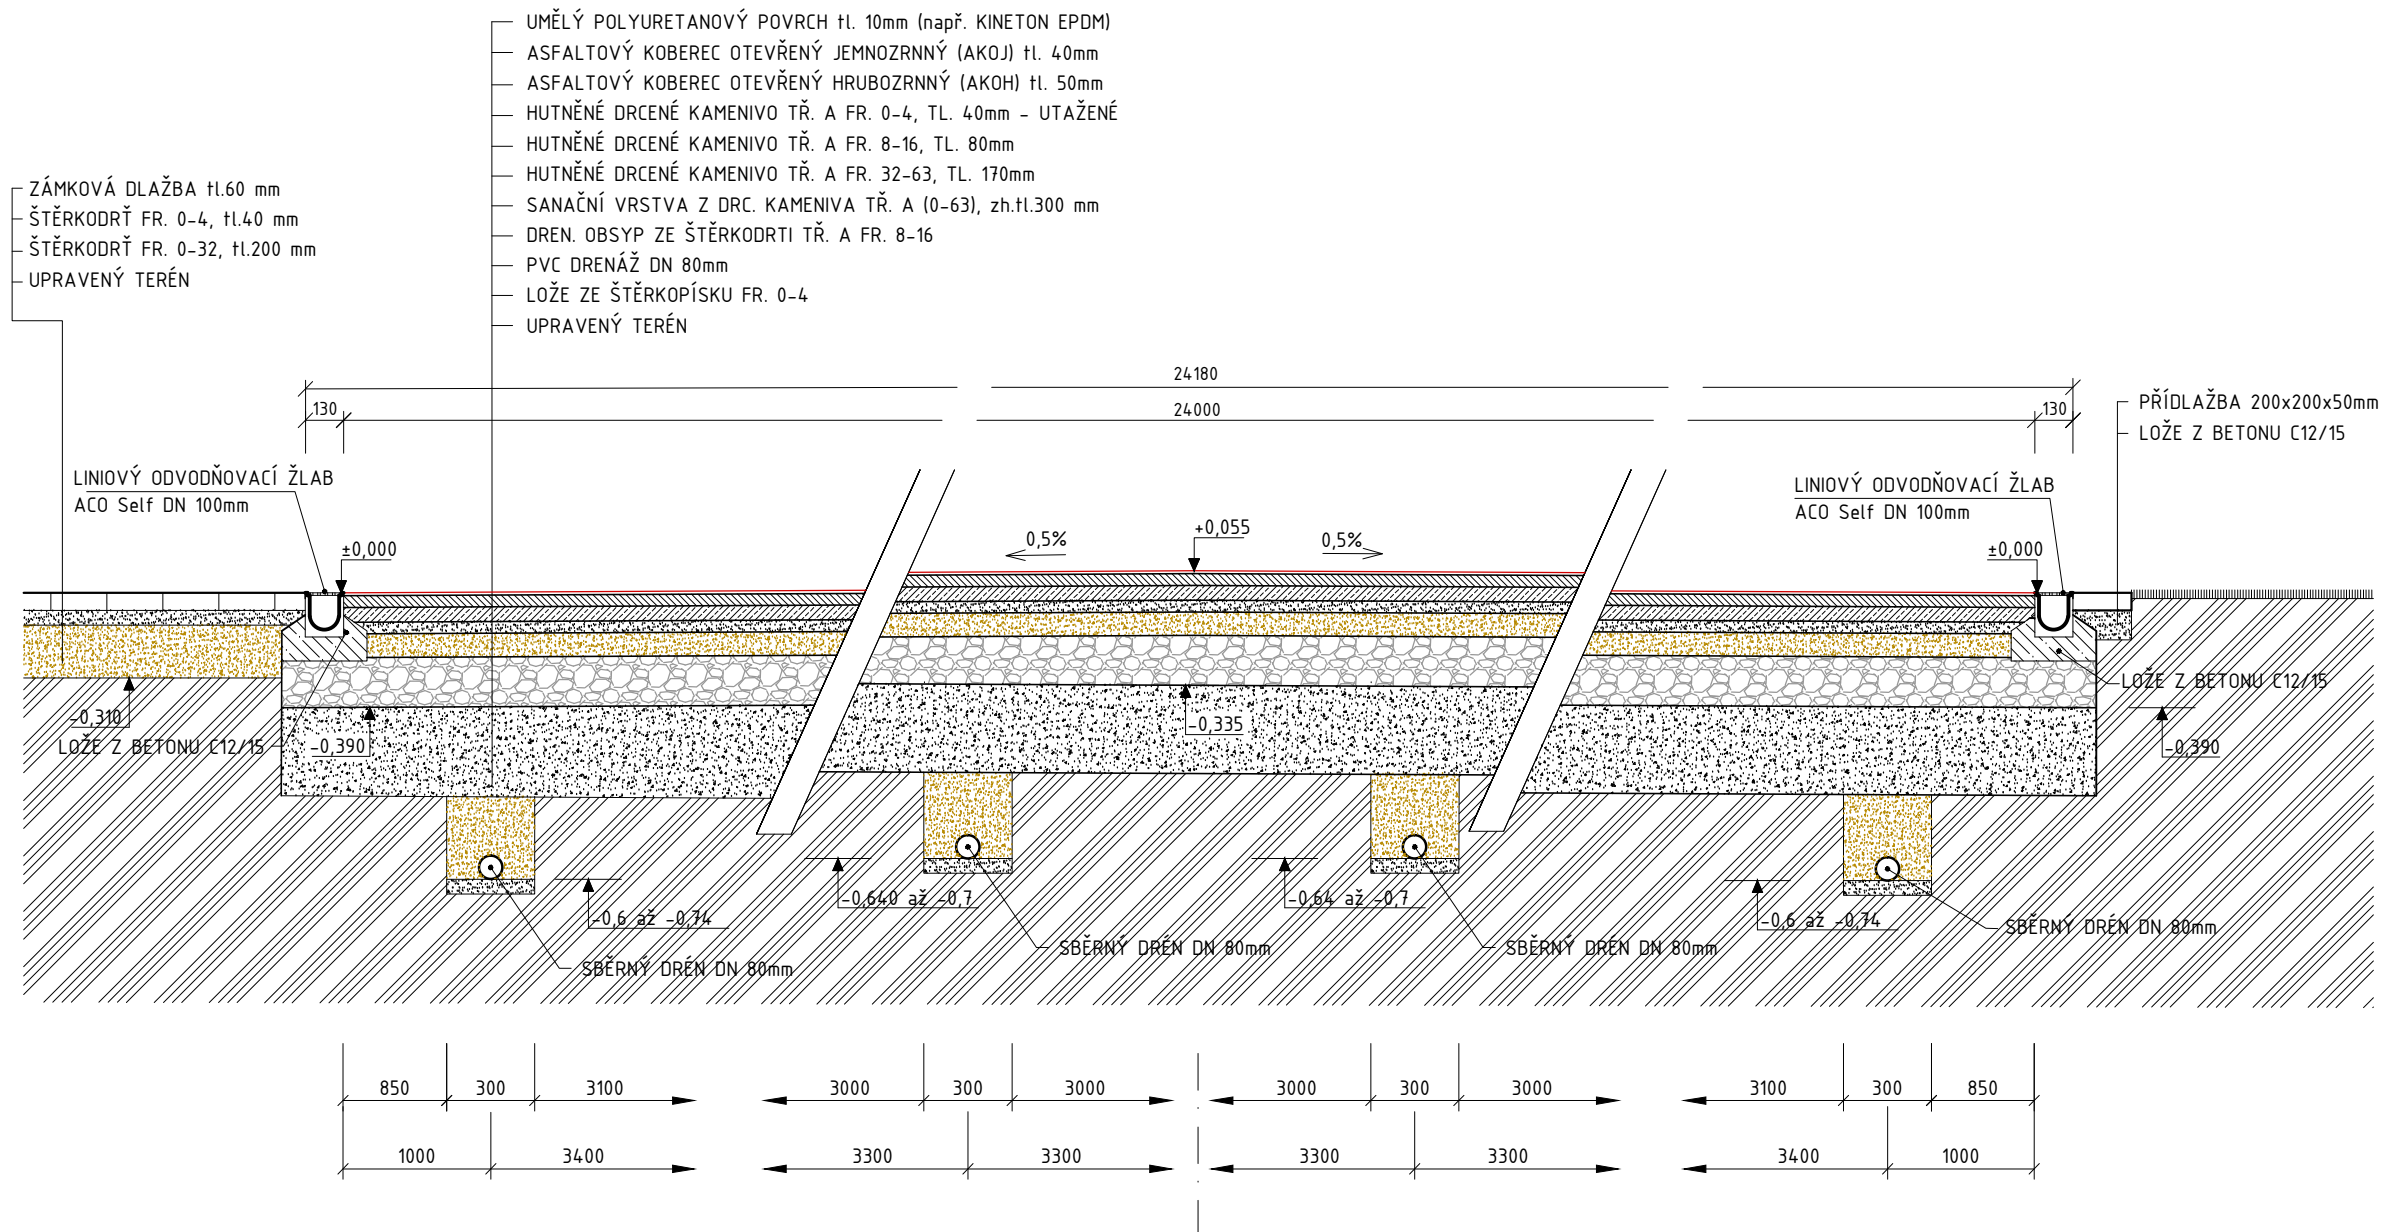 UMĚLÝ POLYURETANOVÝ POVRCH tl. 10mm (např. KINETON EPDM)
ASFALTOVÝ KOBEREC OTEVŘENÝ JEMNOZRNNÝ (AKOJ) tl. 40mm
ASFALTOVÝ KOBEREC OTEVŘENÝ HRUBOZRNNÝ (AKOH) tl. 50mm
HUTNĚNÉ DRCENÉ KAMENIVO TŘ. A FR. 0-4, TL. 40mm - UTAŽENÉ
HUTNĚNÉ DRCENÉ KAMENIVO TŘ. A FR. 8-16, TL. 80mm
HUTNĚNÉ DRCENÉ KAMENIVO TŘ. A FR. 32-63, TL. 170mm
SANAČNÍ VRSTVA Z DRC. KAMENIVA TŘ. A (0-63), zh.tl.300 mm
DREN. OBSYP ZE ŠTĚRKODRTI TŘ. A FR. 8-16
PVC DRENÁŽ DN 80mm
LOŽE ZE ŠTĚRKOPÍSKU FR. 0-4
UPRAVENÝ TERÉN
ZÁMKOVÁ DLAŽBA tl.60 mm
ŠTĚRKODRŤ FR. 0-4, tl.40 mm
ŠTĚRKODRŤ FR. 0-32, tl.200 mm
UPRAVENÝ TERÉN
24180
130
24000
130
PŘÍDLAŽBA 200x200x50mm
LOŽE Z BETONU C12/15
LINIOVÝ ODVODŇOVACÍ ŽLAB
ACO Self DN 100mm
LINIOVÝ ODVODŇOVACÍ ŽLAB
ACO Self DN 100mm
±0,000
0,5%
+0,055
0,5%
±0,000
-0,310
LOŽE Z BETONU C12/15
-0,390
-0,335
LOŽE Z BETONU C12/15
-0,390
-0,6 až -0,74
-0,640 až -0,7
-0,64 až -0,7
-0,6 až -0,74
SBĚRNÝ DRÉN DN 80mm
SBĚRNÝ DRÉN DN 80mm
SBĚRNÝ DRÉN DN 80mm
SBĚRNÝ DRÉN DN 80mm
850 300 3100 3000 300 3000 3000 300 3000 3100 300 850
1000 3400 3300 3300 3300 3300 3400 1000